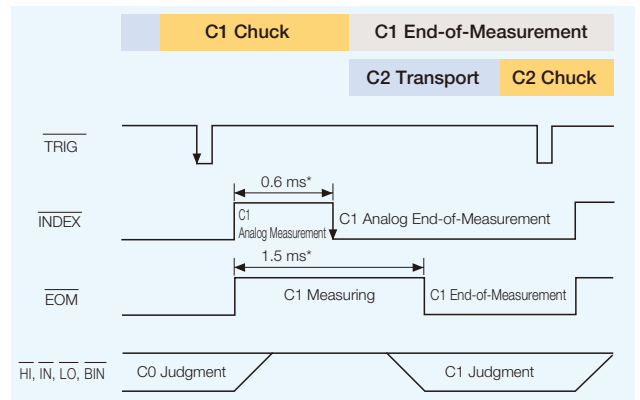 C1 Chuck C1 End-of-Measurement
C2 Transport C2 Chuck
TRIG
0.6 ms*
INDEX C1 Analog Measurement C1 Analog End-of-Measurement
1.5 ms*
EOM C1 Measuring C1 End-of-Measurement
HI, IN, LO, BIN C0 Judgment C1 Judgment